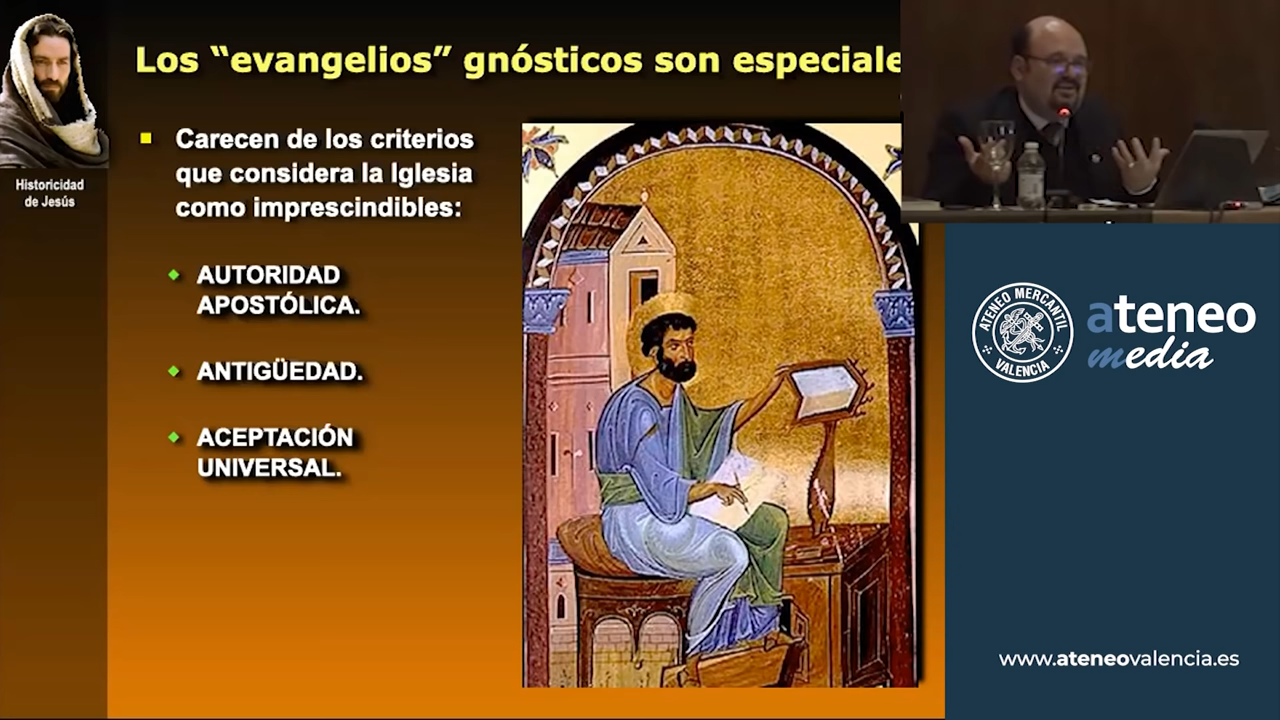 Los “evangelios” gnósticos son especiale
Historicidad
de Jesús
Carecen de los criterios
que considera la Iglesia
como imprescindibles:
AUTORIDAD
APOSTÓLICA.
ANTIGÜEDAD.
ACEPTACIÓN
UNIVERSAL.
ATENEO MERCANTIL
VALENCIA
ateneo
media
www.ateneovalencia.es